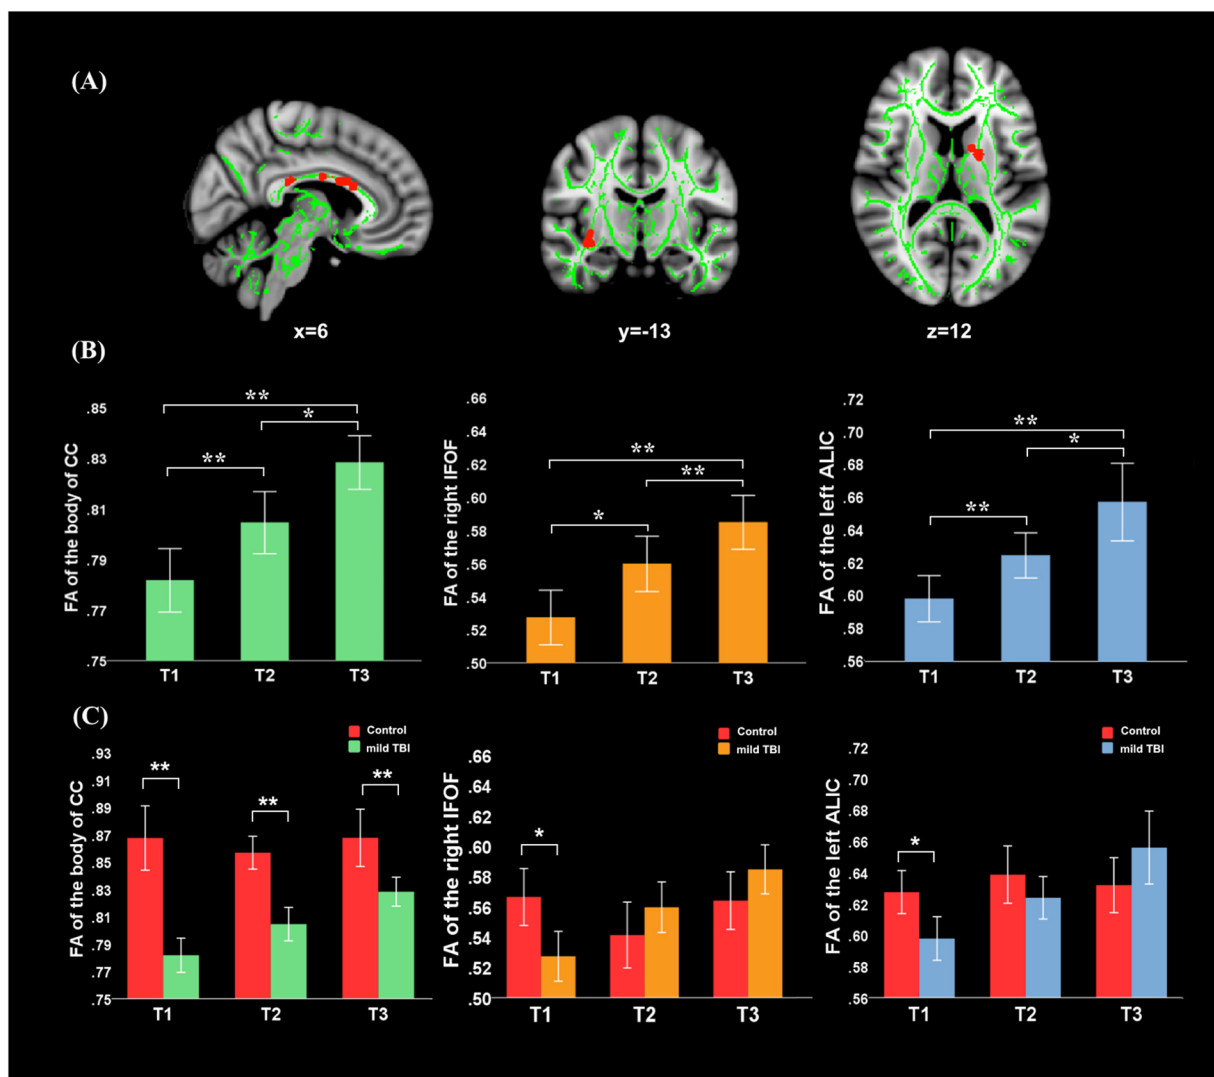 (A)
x=6
y=-13
z=12
(B)
FA of the body of CC
.85
.83
.81
.79
.77
.75
**
*
**
T1
T2
T3
FA of the right IFOF
.66
.64
.62
.60
.58
.56
.54
.52
.50
**
**
*
T1
T2
T3
FA of the left ALIC
.72
.70
.68
.66
.64
.62
.60
.58
.56
**
*
**
T1
T2
T3
(C)
Control
mild TBI
FA of the body of CC
.93
.91
.89
.87
.85
.83
.81
.79
.77
.75
**
**
**
T1
T2
T3
Control
mild TBI
FA of the right IFOF
.66
.64
.62
.60
.58
.56
.54
.52
.50
*
T1
T2
T3
Control
mild TBI
FA of the left ALIC
.72
.70
.68
.66
.64
.62
.60
.58
.56
*
T1
T2
T3